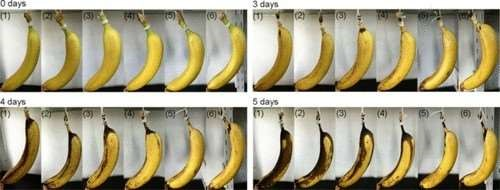 0 days
(1) (2) (3) (4) (5) (6)
3 days
(1) (2) (3) (4) (5) (6)
4 days
(1) (2) (3) (4) (5) (6)
5 days
(1) (2) (3) (4) (5) (6)